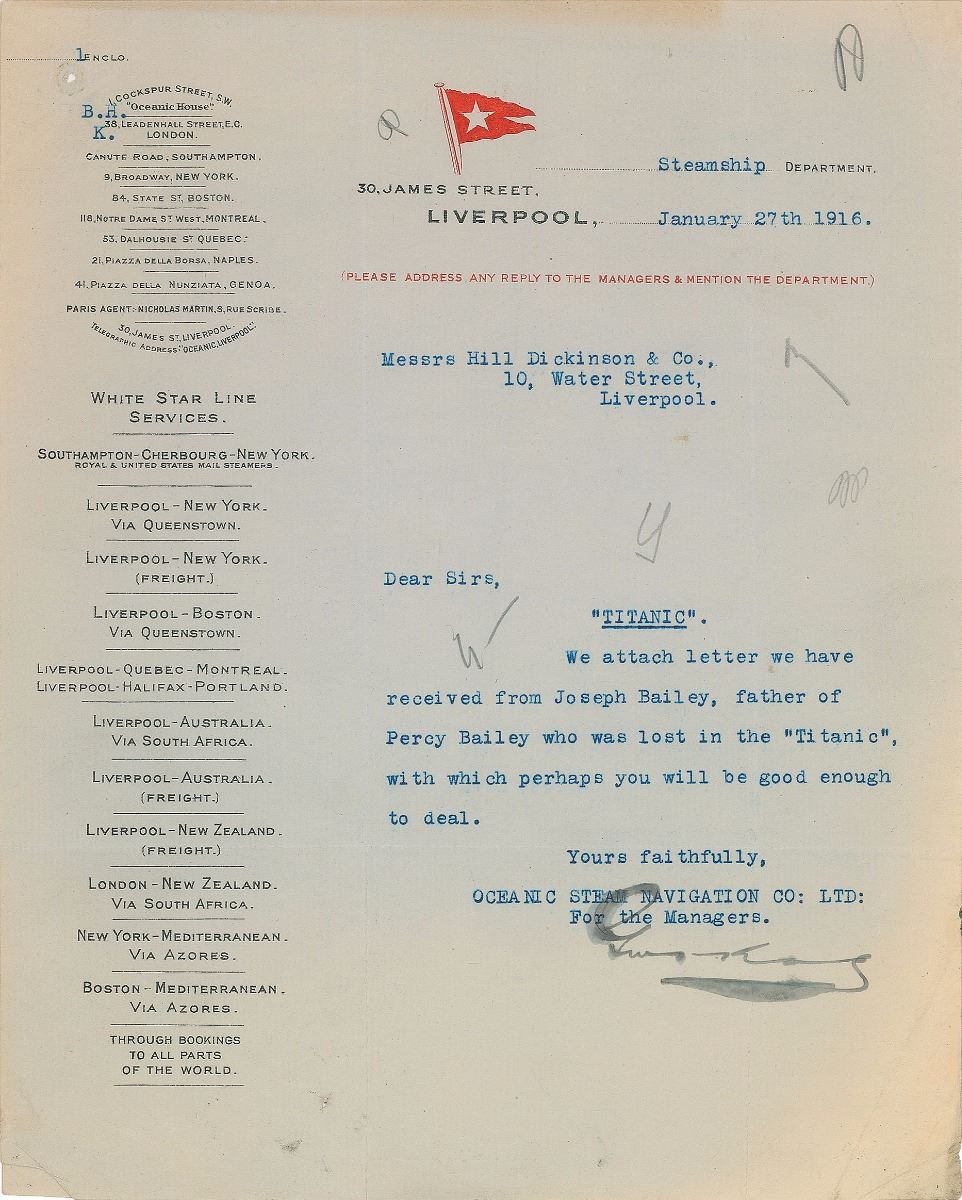 1 ENCLO.
1, COCKSPUR STREET, S.W.
"Oceanic House"
B.H.
38, LEADENHALL STREET, E.C.
K.
LONDON.
CANUTE ROAD, SOUTHAMPTON.
9, BROADWAY, NEW YORK.
84, STATE ST, BOSTON.
118, NOTRE DAME ST WEST, MONTREAL.
53, DALHOUSIE ST QUEBEC.
21, PIAZZA DELLA BORSA, NAPLES.
41, PIAZZA DELLA NUNZIATA, GENOA.
PARIS AGENT:- NICHOLAS MARTIN, 9, RUE SCRIBE.
30, JAMES ST, LIVERPOOL.
TELEGRAPHIC ADDRESS: "OCEANIC, LIVERPOOL"
WHITE STAR LINE
SERVICES.
SOUTHAMPTON-CHERBOURG-NEW YORK.
ROYAL & UNITED STATES MAIL STEAMERS.
LIVERPOOL-NEW YORK.
VIA QUEENSTOWN.
LIVERPOOL-NEW YORK.
(FREIGHT.)
LIVERPOOL-BOSTON.
VIA QUEENSTOWN.
LIVERPOOL-QUEBEC-MONTREAL.
LIVERPOOL-HALIFAX-PORTLAND.
LIVERPOOL-AUSTRALIA.
VIA SOUTH AFRICA.
LIVERPOOL-AUSTRALIA.
(FREIGHT.)
LIVERPOOL-NEW ZEALAND.
(FREIGHT.)
LONDON-NEW ZEALAND.
VIA SOUTH AFRICA.
NEW YORK-MEDITERRANEAN.
VIA AZORES.
BOSTON-MEDITERRANEAN.
VIA AZORES.
THROUGH BOOKINGS
TO ALL PARTS
OF THE WORLD.
Steamship DEPARTMENT.
30, JAMES STREET.
LIVERPOOL, January 27th 1916.
(PLEASE ADDRESS ANY REPLY TO THE MANAGERS & MENTION THE DEPARTMENT.)
Messrs Hill Dickinson & Co.,
10, Water Street,
Liverpool.
Dear Sirs,
"TITANIC".
We attach letter we have
received from Joseph Bailey, father of
Percy Bailey who was lost in the "Titanic",
with which perhaps you will be good enough
to deal.
Yours faithfully,
OCEANIC STEAM NAVIGATION CO: LTD:
For the Managers.